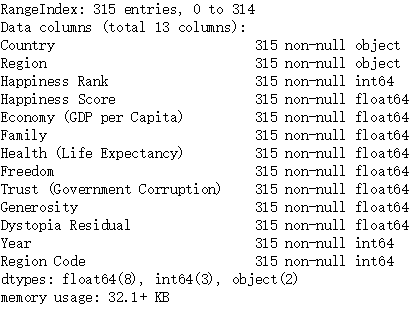 RangeIndex: 315 entries, 0 to 314
Data columns (total 13 columns):
Country                         315 non-null object
Region                          315 non-null object
Happiness Rank                  315 non-null int64
Happiness Score                 315 non-null float64
Economy (GDP per Capita)        315 non-null float64
Family                          315 non-null float64
Health (Life Expectancy)        315 non-null float64
Freedom                         315 non-null float64
Trust (Government Corruption)   315 non-null float64
Generosity                      315 non-null float64
Dystopia Residual               315 non-null float64
Year                            315 non-null int64
Region Code                     315 non-null int64
dtypes: float64(8), int64(3), object(2)
memory usage: 32.1+ KB